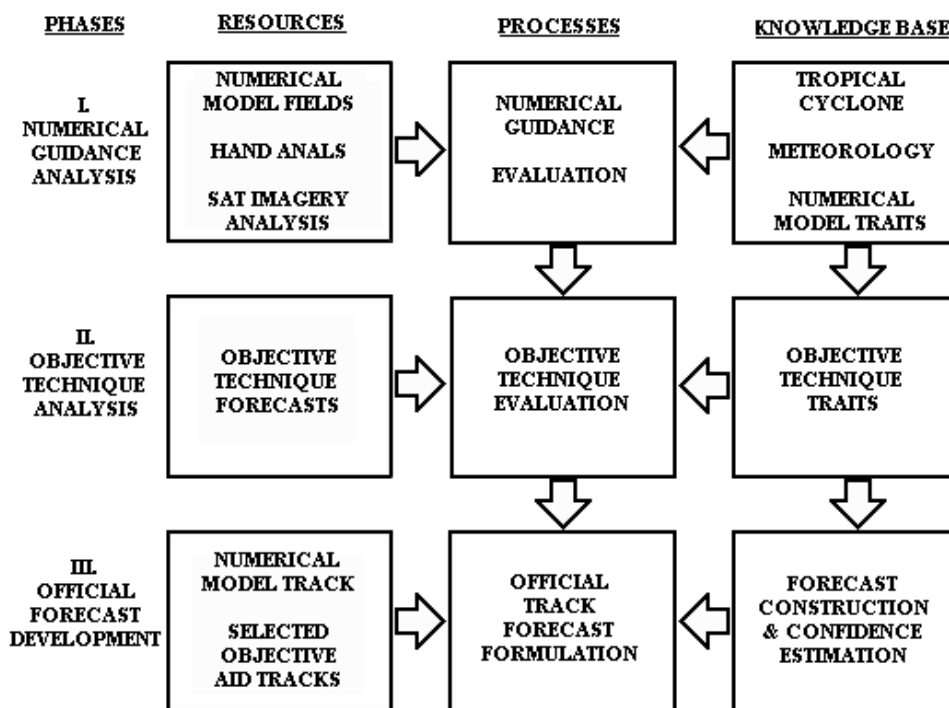 PHASES
RESOURCES
PROCESSES
KNOWLEDGE BASE
I.
NUMERICAL
GUIDANCE
ANALYSIS
NUMERICAL
MODEL FIELDS
HAND ANALS
SAT IMAGERY
ANALYSIS
NUMERICAL
GUIDANCE
EVALUATION
TROPICAL
CYCLONE
METEOROLOGY
NUMERICAL
MODEL TRAITS
II.
OBJECTIVE
TECHNIQUE
ANALYSIS
OBJECTIVE
TECHNIQUE
FORECASTS
OBJECTIVE
TECHNIQUE
EVALUATION
OBJECTIVE
TECHNIQUE
TRAITS
III.
OFFICIAL
FORECAST
DEVELOPMENT
NUMERICAL
MODEL TRACK
SELECTED
OBJECTIVE
AID TRACKS
OFFICIAL
TRACK
FORECAST
FORMULATION
FORECAST
CONSTRUCTION
& CONFIDENCE
ESTIMATION